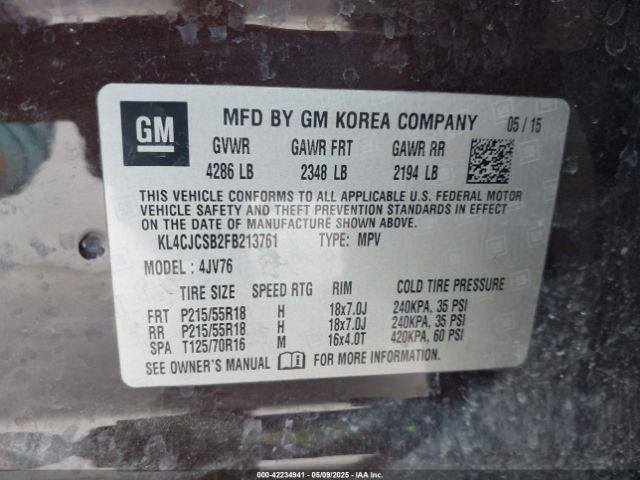 GM
MFD BY GM KOREA COMPANY 05 / 15
GVWR GAWR FRT GAWR RR
4286 LB 2348 LB 2194 LB
THIS VEHICLE CONFORMS TO ALL APPLICABLE U.S. FEDERAL MOTOR
VEHICLE SAFETY AND THEFT PREVENTION STANDARDS IN EFFECT
ON THE DATE OF MANUFACTURE SHOWN ABOVE.
KL4CJCSB2FB213761 TYPE: MPV
MODEL : 4JV76
TIRE SIZE SPEED RTG RIM COLD TIRE PRESSURE
FRT P215/55R18 H 18x7.0J 240KPA, 35 PSI
RR P215/55R18 H 18x7.0J 240KPA, 35 PSI
SPA T125/70R16 M 16x4.0T 420KPA, 60 PSI
SEE OWNER'S MANUAL FOR MORE INFORMATION
000-42234941 - 05/09/2025 - IAA, Inc.